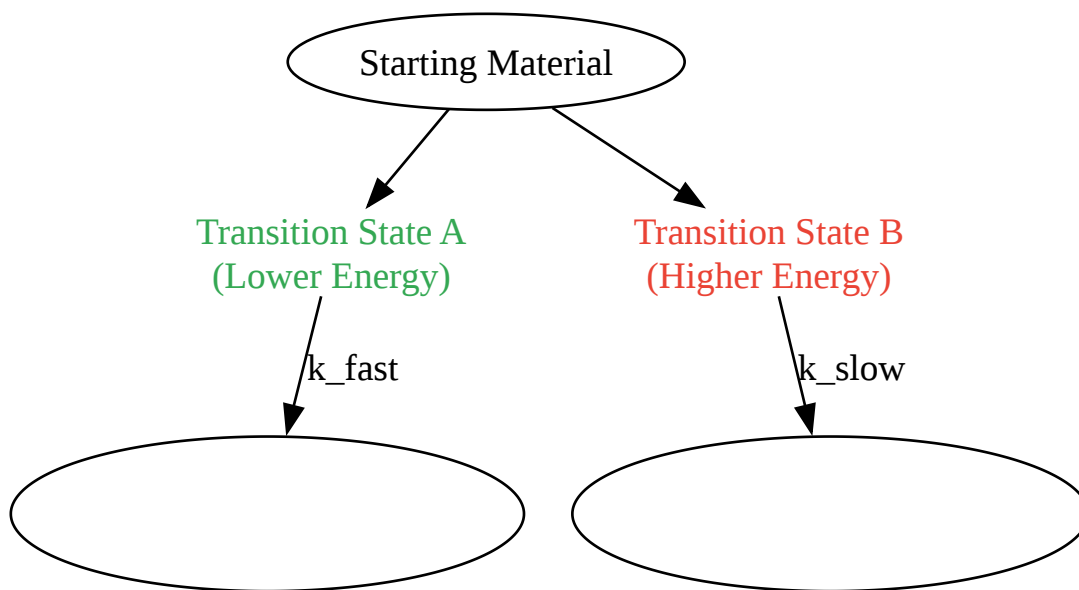 Starting Material
Transition State A
(Lower Energy)
Transition State B
(Higher Energy)
k_fast
k_slow